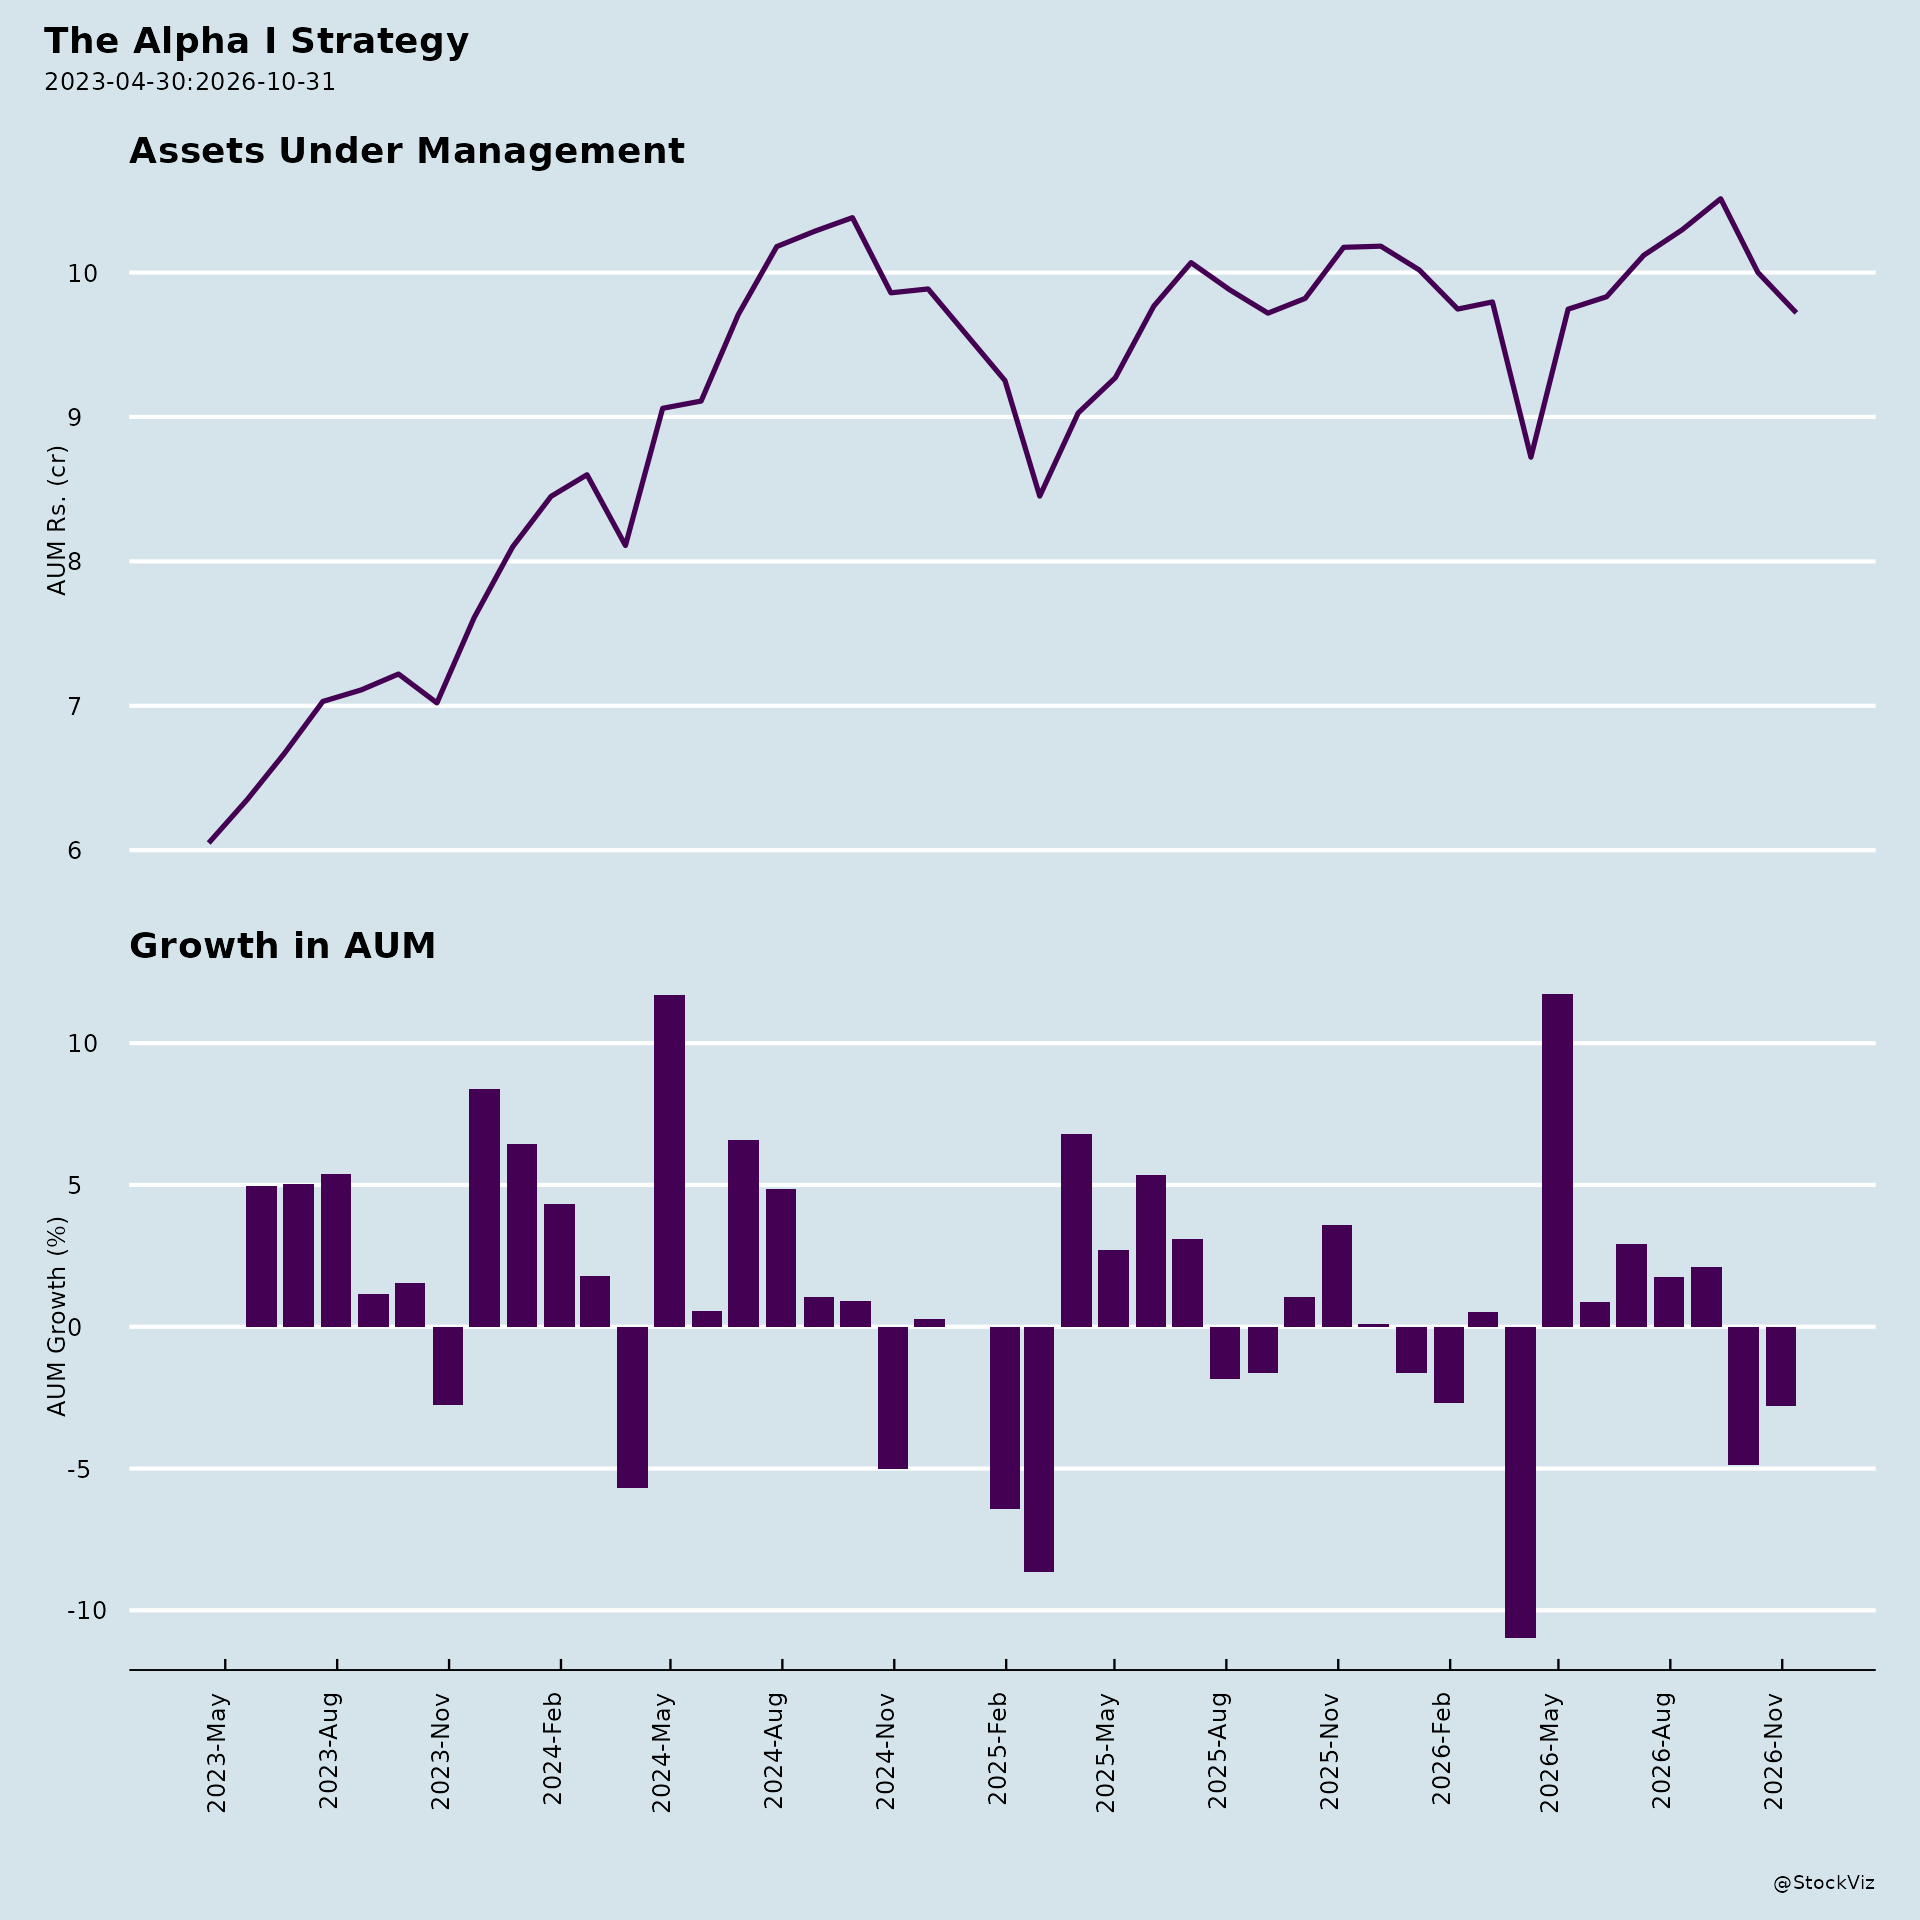 The Alpha I Strategy
2023-04-30:2026-10-31
Assets Under Management
AUM Rs. (cr)
10
9
8
7
6
Growth in AUM
AUM Growth (%)
10
5
0
-5
-10
2023-May
2023-Aug
2023-Nov
2024-Feb
2024-May
2024-Aug
2024-Nov
2025-Feb
2025-May
2025-Aug
2025-Nov
2026-Feb
2026-May
2026-Aug
2026-Nov
@StockViz